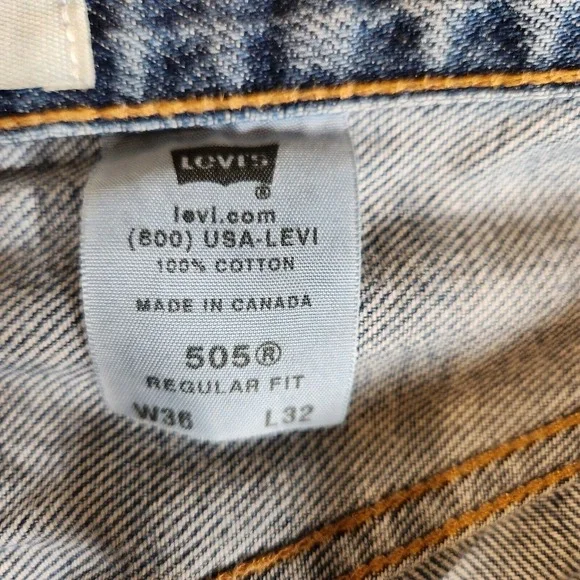 LEVI'S
®
levi.com
(800) USA-LEVI
100% COTTON
MADE IN CANADA
505®
REGULAR FIT
W36 L32